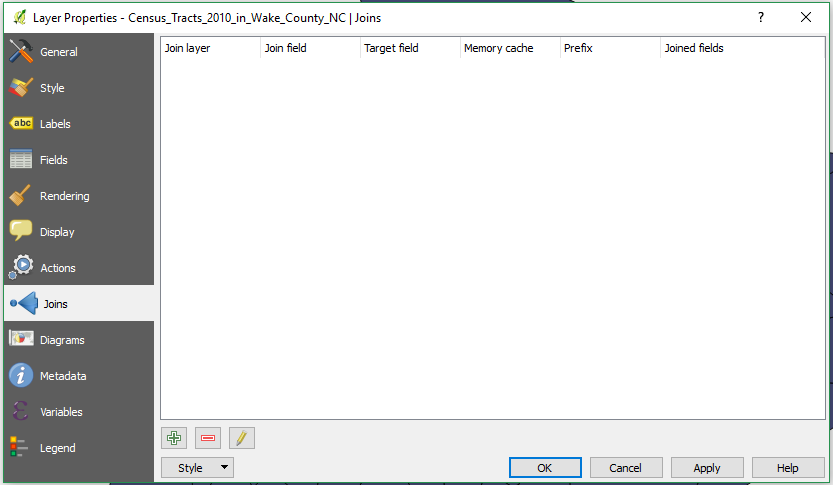 Layer Properties - Census_Tracts_2010_in_Wake_County_NC | Joins
?
General
Style
abc Labels
Fields
Rendering
Display
Actions
Joins
Diagrams
Metadata
Variables
Legend
Join layer Join field Target field Memory cache Prefix Joined fields
Style OK Cancel Apply Help